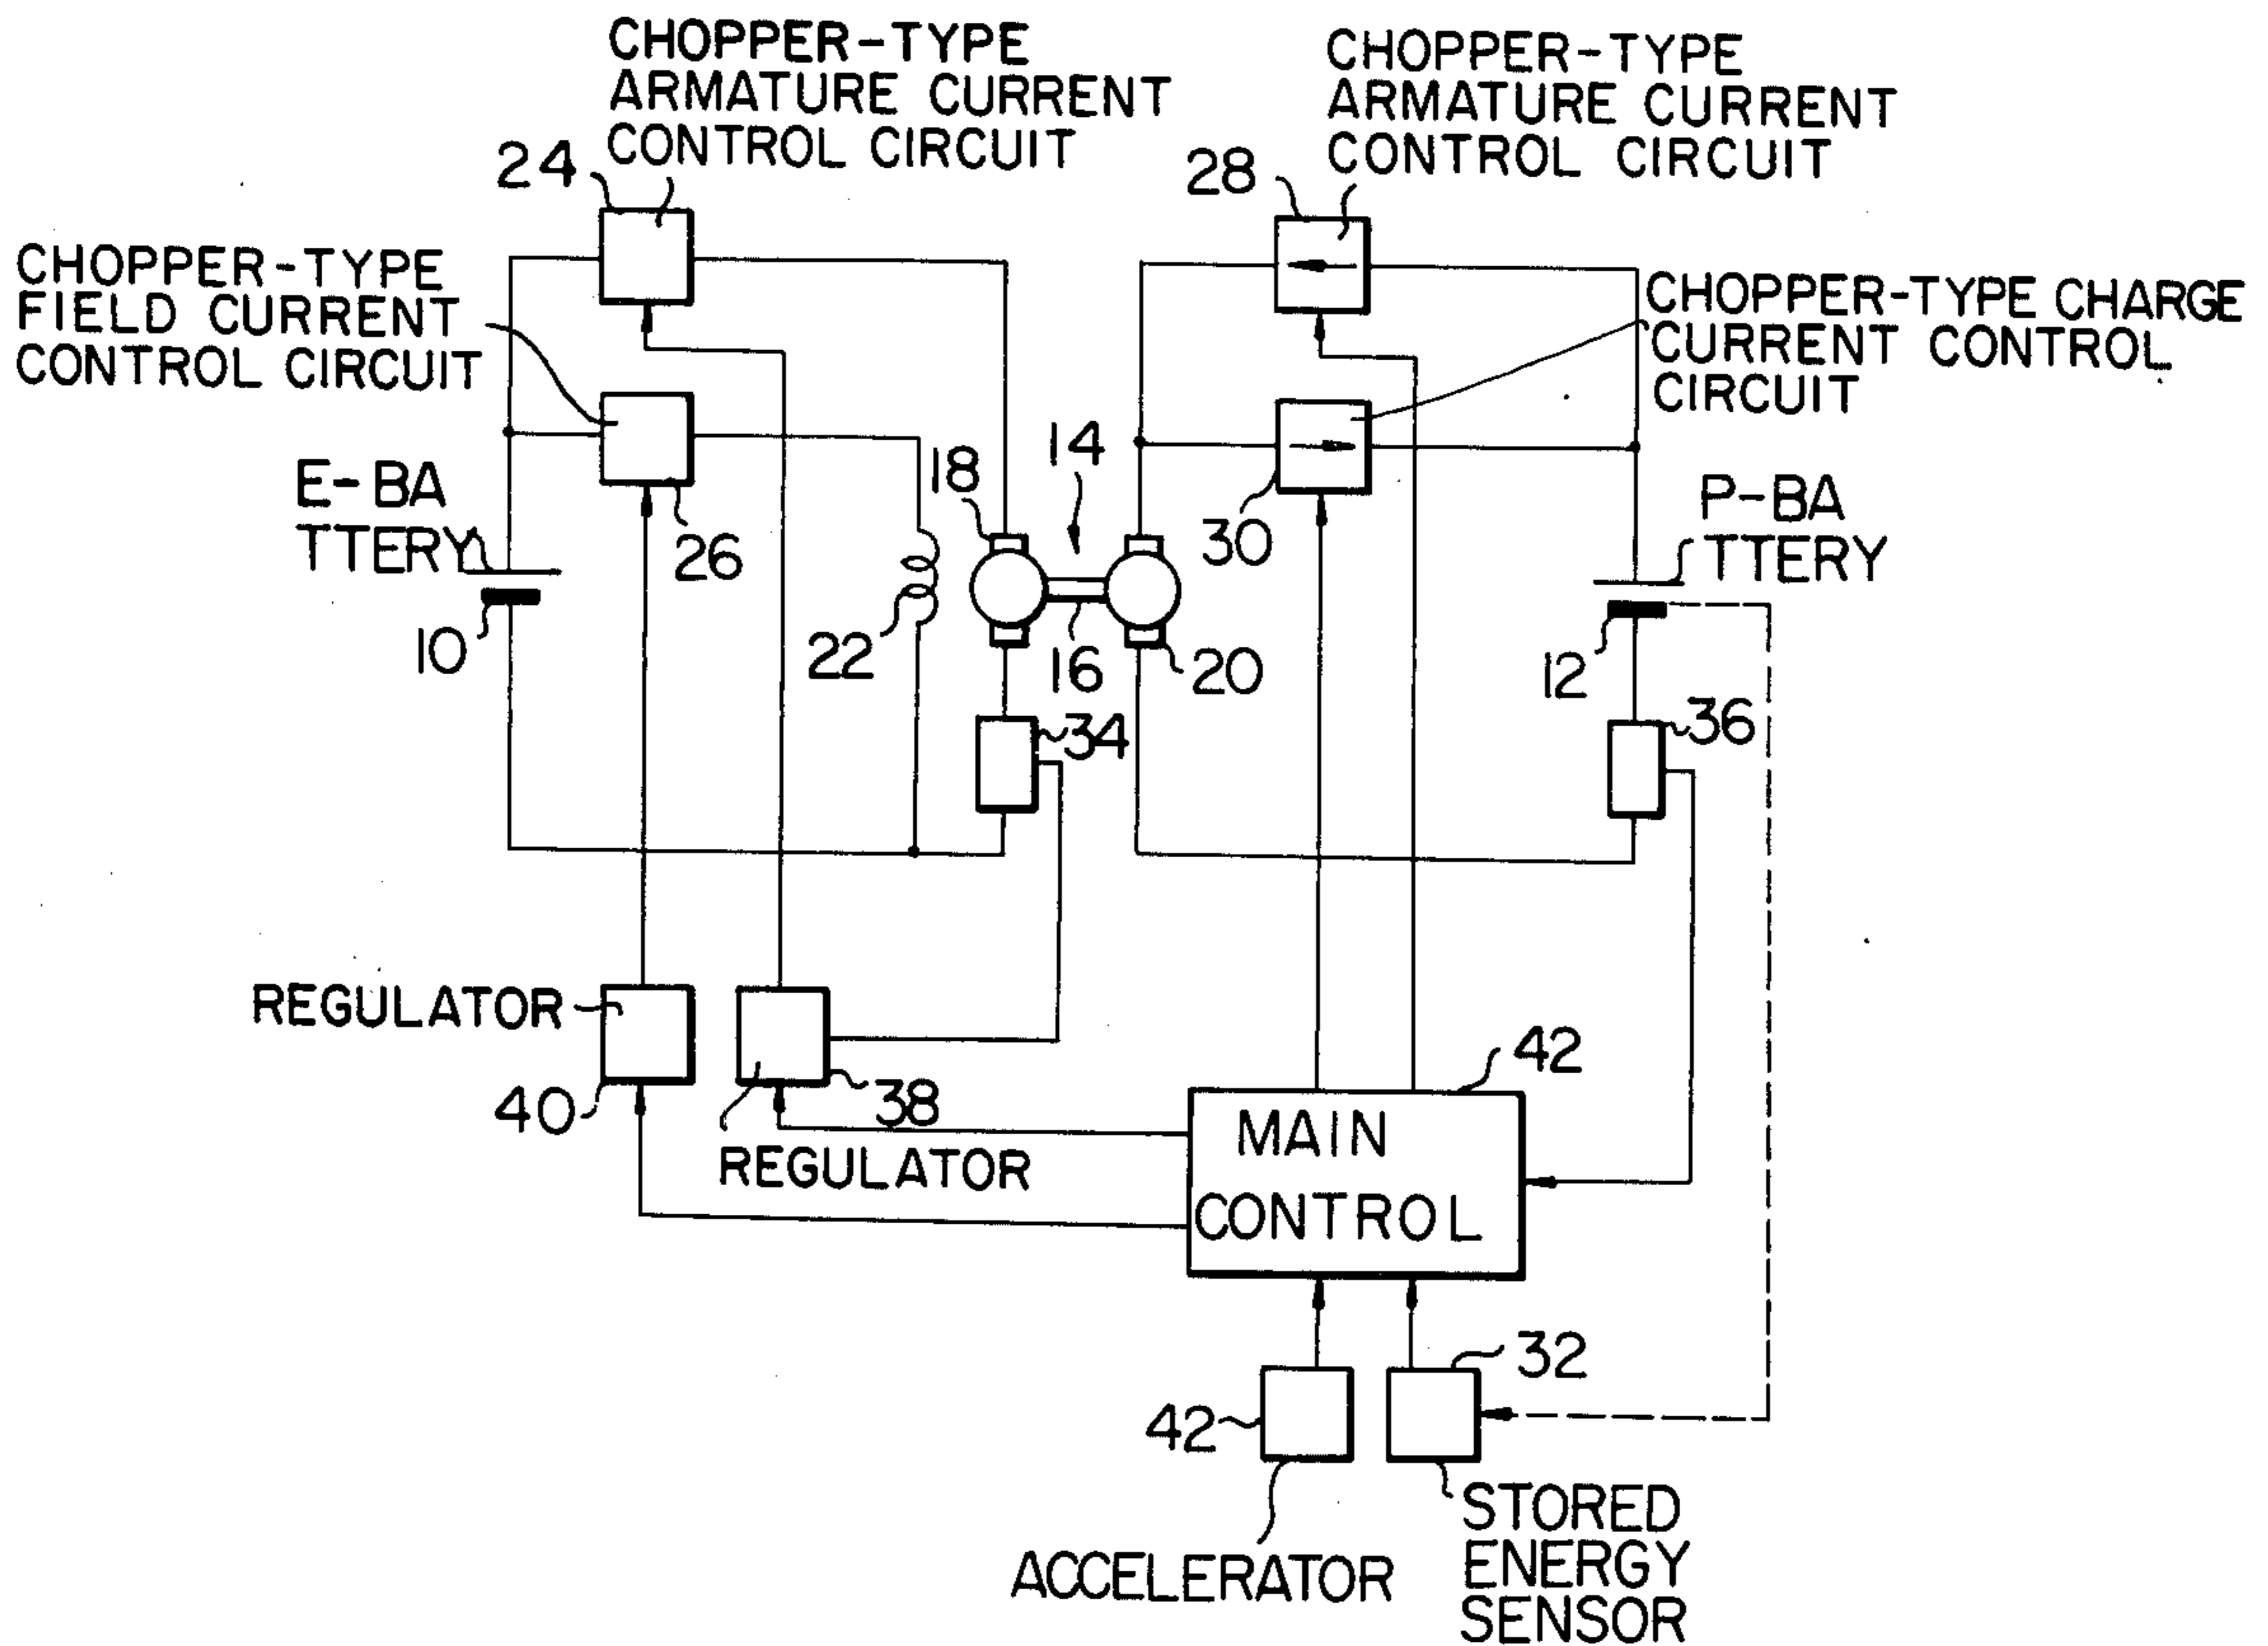 CHOPPER-TYPE
ARMATURE CURRENT
CONTROL CIRCUIT
24
CHOPPER-TYPE
ARMATURE CURRENT
CONTROL CIRCUIT
28
CHOPPER-TYPE
FIELD CURRENT
CONTROL CIRCUIT
CHOPPER-TYPE CHARGE
CURRENT CONTROL
CIRCUIT
E-BA
TTERY
10
26
22
18
14
16
20
30
P-BA
TTERY
12
34
36
REGULATOR
40
38
REGULATOR
42
MAIN
CONTROL
42
32
ACCELERATOR
STORED
ENERGY
SENSOR